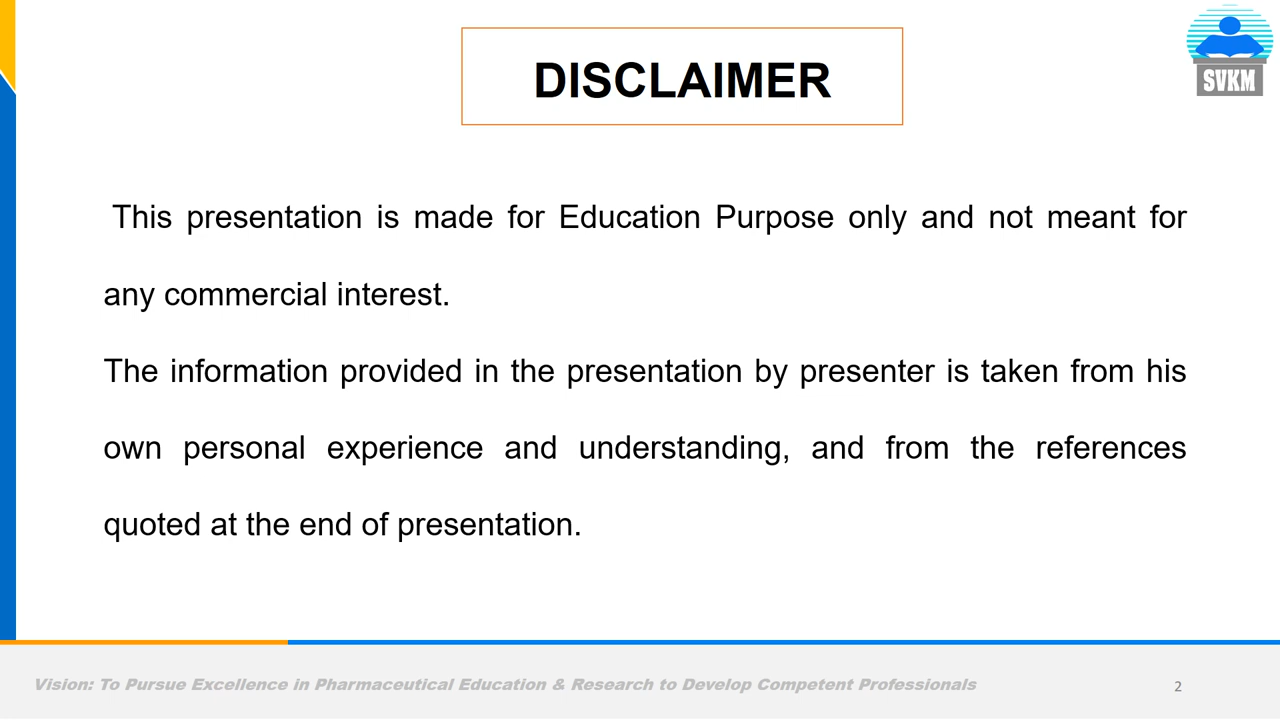 DISCLAIMER
SVKM
This presentation is made for Education Purpose only and not meant for
any commercial interest.
The information provided in the presentation by presenter is taken from his
own personal experience and understanding, and from the references
quoted at the end of presentation.
Vision: To Pursue Excellence in Pharmaceutical Education & Research to Develop Competent Professionals
2